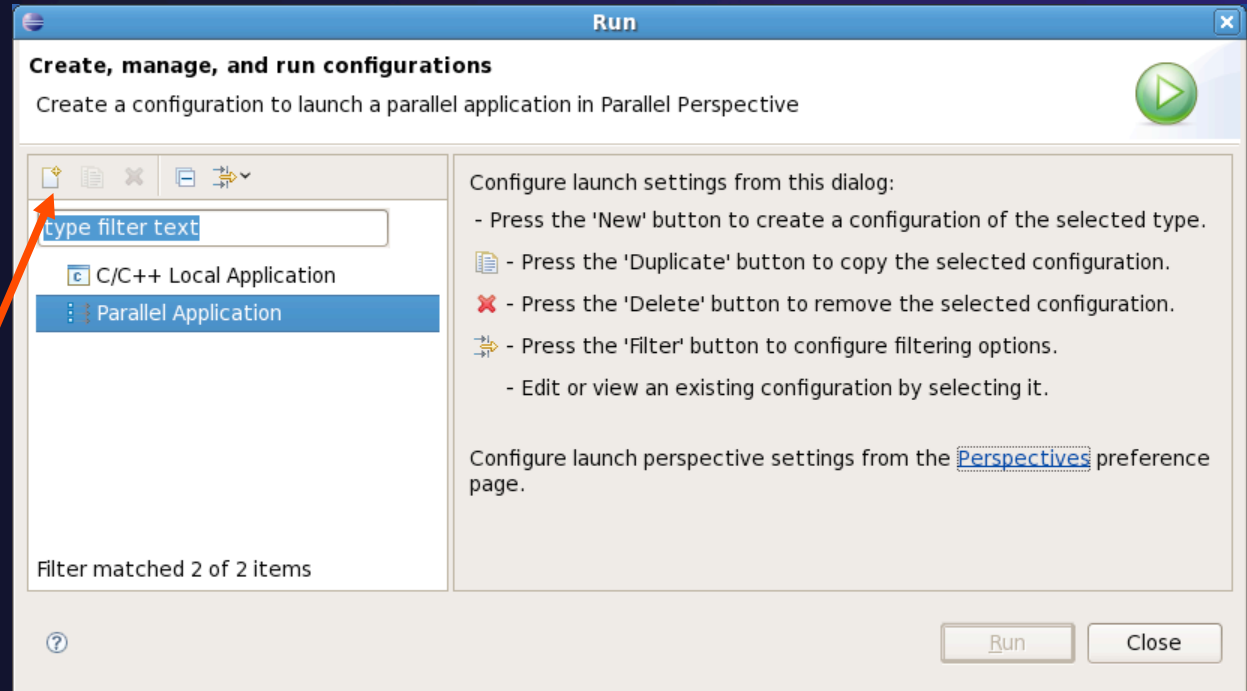 Run
Create, manage, and run configurations
Create a configuration to launch a parallel application in Parallel Perspective
type filter text
C/C++ Local Application
Parallel Application
Filter matched 2 of 2 items
Configure launch settings from this dialog:
- Press the 'New' button to create a configuration of the selected type.
- Press the 'Duplicate' button to copy the selected configuration.
- Press the 'Delete' button to remove the selected configuration.
- Press the 'Filter' button to configure filtering options.
- Edit or view an existing configuration by selecting it.
Configure launch perspective settings from the Perspectives preference
page.
Run
Close